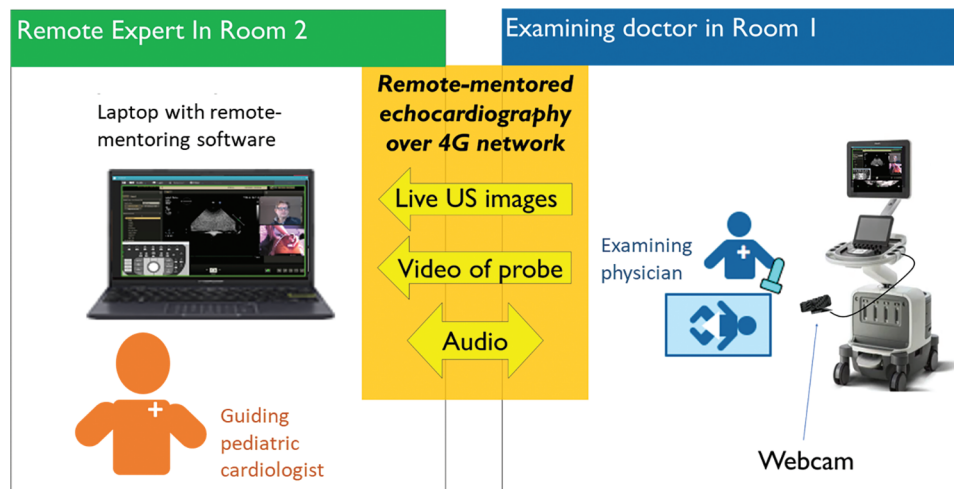 Remote Expert In Room 2
Examining doctor in Room 1
Remote-mentored
echocardiography
over 4G network
Laptop with remote-
mentoring software
Live US images
Video of probe
Audio
Examining
physician
Guiding
pediatric
cardiologist
Webcam